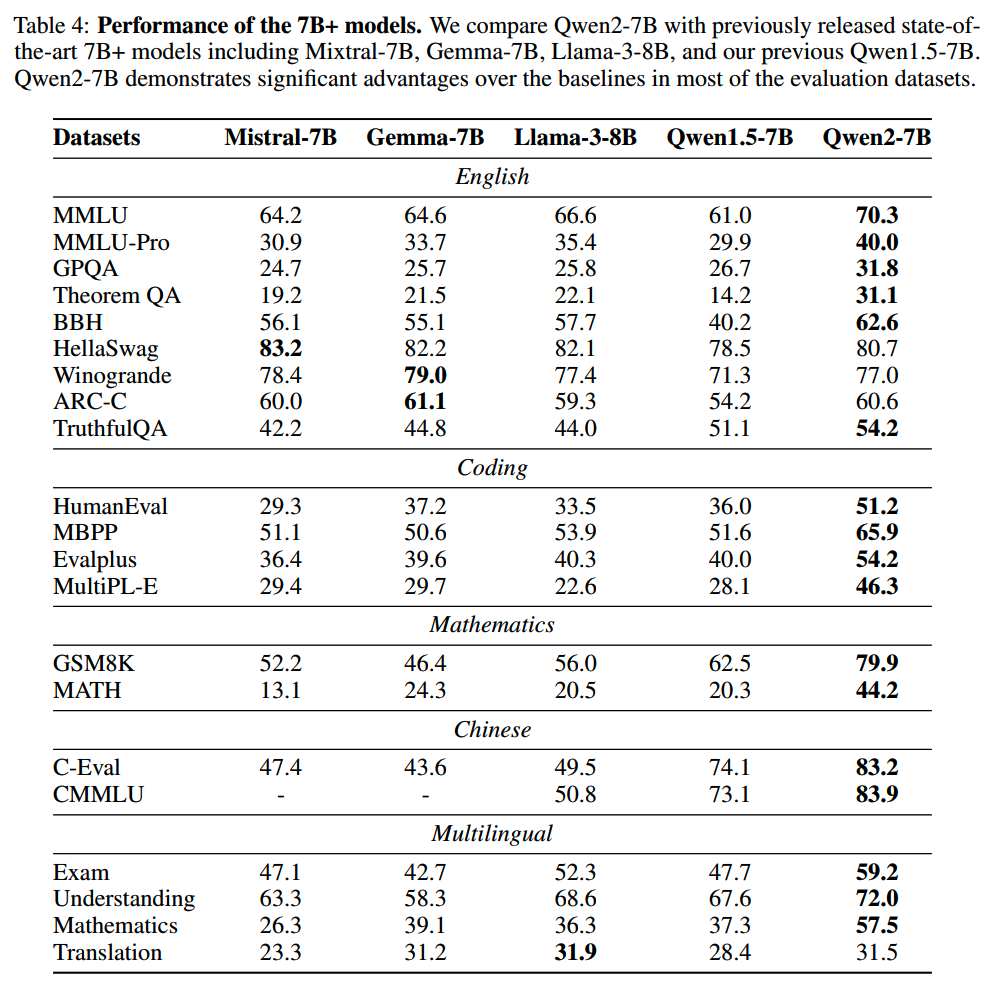 Table 4: Performance of the 7B+ models. We compare Qwen2-7B with previously released state-of-
the-art 7B+ models including Mixtral-7B, Gemma-7B, Llama-3-8B, and our previous Qwen1.5-7B.
Qwen2-7B demonstrates significant advantages over the baselines in most of the evaluation datasets.
Datasets Mistral-7B Gemma-7B Llama-3-8B Qwen1.5-7B Qwen2-7B
English
MMLU 64.2 64.6 66.6 61.0 70.3
MMLU-Pro 30.9 33.7 35.4 29.9 40.0
GPQA 24.7 25.7 25.8 26.7 31.8
Theorem QA 19.2 21.5 22.1 14.2 31.1
BBH 56.1 55.1 57.7 40.2 62.6
HellaSwag 83.2 82.2 82.1 78.5 80.7
Winogrande 78.4 79.0 77.4 71.3 77.0
ARC-C 60.0 61.1 59.3 54.2 60.6
TruthfulQA 42.2 44.8 44.0 51.1 54.2
Coding
HumanEval 29.3 37.2 33.5 36.0 51.2
MBPP 51.1 50.6 53.9 51.6 65.9
Evalplus 36.4 39.6 40.3 40.0 54.2
MultiPL-E 29.4 29.7 22.6 28.1 46.3
Mathematics
GSM8K 52.2 46.4 56.0 62.5 79.9
MATH 13.1 24.3 20.5 20.3 44.2
Chinese
C-Eval 47.4 43.6 49.5 74.1 83.2
CMMLU - - 50.8 73.1 83.9
Multilingual
Exam 47.1 42.7 52.3 47.7 59.2
Understanding 63.3 58.3 68.6 67.6 72.0
Mathematics 26.3 39.1 36.3 37.3 57.5
Translation 23.3 31.2 31.9 28.4 31.5